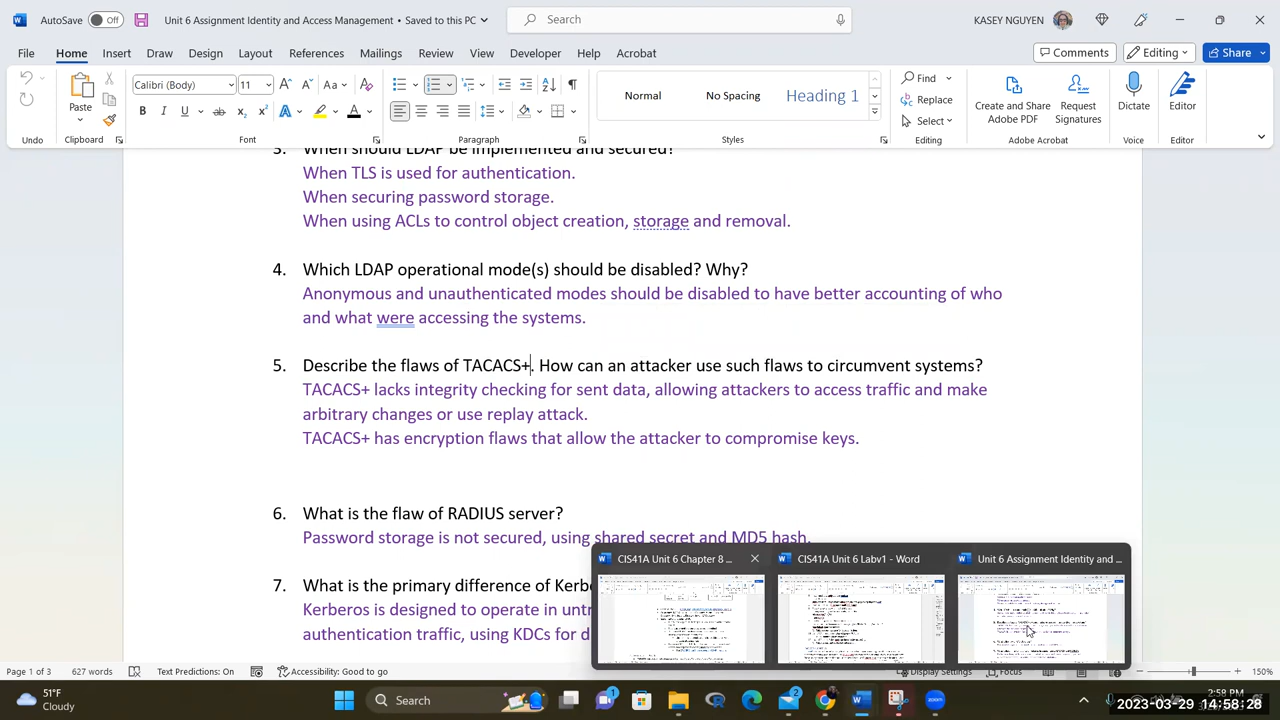 AutoSave Off Unit 6 Assignment Identity and Access Management • Saved to this PC Search KASEY NGUYEN
File Home Insert Draw Design Layout References Mailings Review View Developer Help Acrobat Comments Editing Share
Calibri (Body) 11 Aa Find
Paste Normal No Spacing Heading 1 Replace Create and Share Adobe PDF Request Signatures Dictate Editor
Select
Undo Clipboard Font Paragraph Styles Editing Adobe Acrobat Voice Editor
3. When should LDAP be implemented and secured?
When TLS is used for authentication.
When securing password storage.
When using ACLs to control object creation, storage and removal.
4. Which LDAP operational mode(s) should be disabled? Why?
Anonymous and unauthenticated modes should be disabled to have better accounting of who
and what were accessing the systems.
5. Describe the flaws of TACACS+. How can an attacker use such flaws to circumvent systems?
TACACS+ lacks integrity checking for sent data, allowing attackers to access traffic and make
arbitrary changes or use replay attack.
TACACS+ has encryption flaws that allow the attacker to compromise keys.
6. What is the flaw of RADIUS server?
Password storage is not secured, using shared secret and MD5 hash.
CIS41A Unit 6 Chapter 8 ... CIS41A Unit 6 Labv1 - Word Unit 6 Assignment Identity and ...
7. What is the primary difference of Kerbe
Kerberos is designed to operate in unt
authentication traffic, using KDCs for d
Page 1 of 3 627 words Text Predictions: On Accessibility: Good to go Display Settings Focus 150%
51°F
Cloudy
Search
2:58 PM
2023-03-29 14:58:28